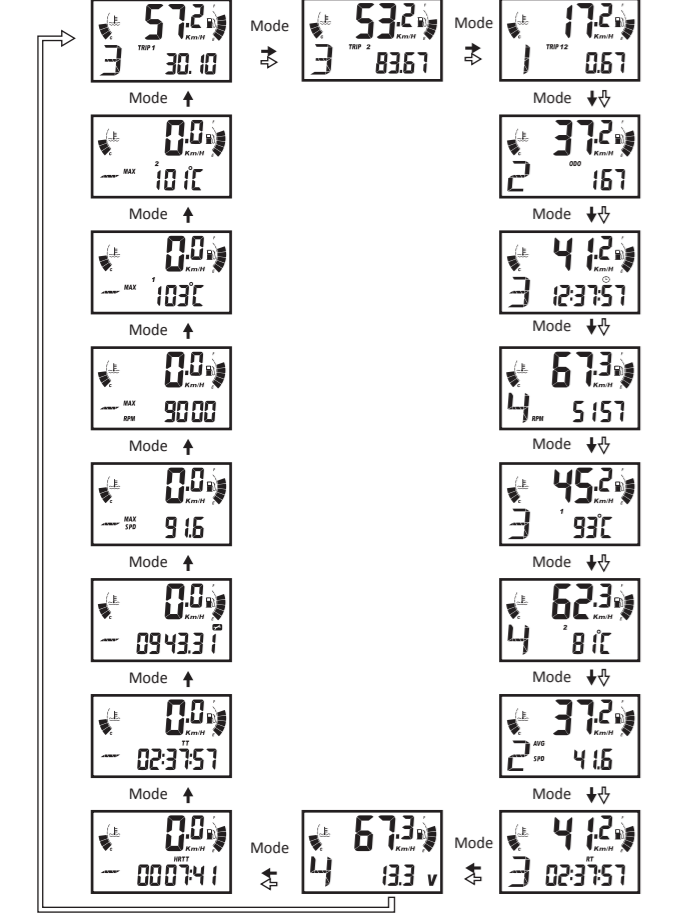 57.2 Km/H
TRIP 1
3 30.10
Mode
53.2 Km/H
TRIP 2
3 83.67
Mode
17.2 Km/H
TRIP 12
1 0.67
Mode
Mode
0.0 Km/H
2
MAX 101°C
37.2 Km/H
ODO
2 167
Mode
Mode
0.0 Km/H
1
MAX 103°C
41.2 Km/H
3 12:37:57
Mode
Mode
0.0 Km/H
MAX
RPM 9000
67.3 Km/H
4 RPM 5157
Mode
Mode
0.0 Km/H
MAX
SPD 91.6
45.2 Km/H
1
3 93°C
Mode
Mode
0.0 Km/H
0943.31
62.3 Km/H
2
4 81°C
Mode
Mode
0.0 Km/H
TT
02:37:57
37.2 Km/H
AVG
2 SPD 41.6
Mode
Mode
0.0 Km/H
HRTT
0007:41
Mode
67.3 Km/H
4 13.3 V
Mode
41.2 Km/H
RT
3 02:37:57